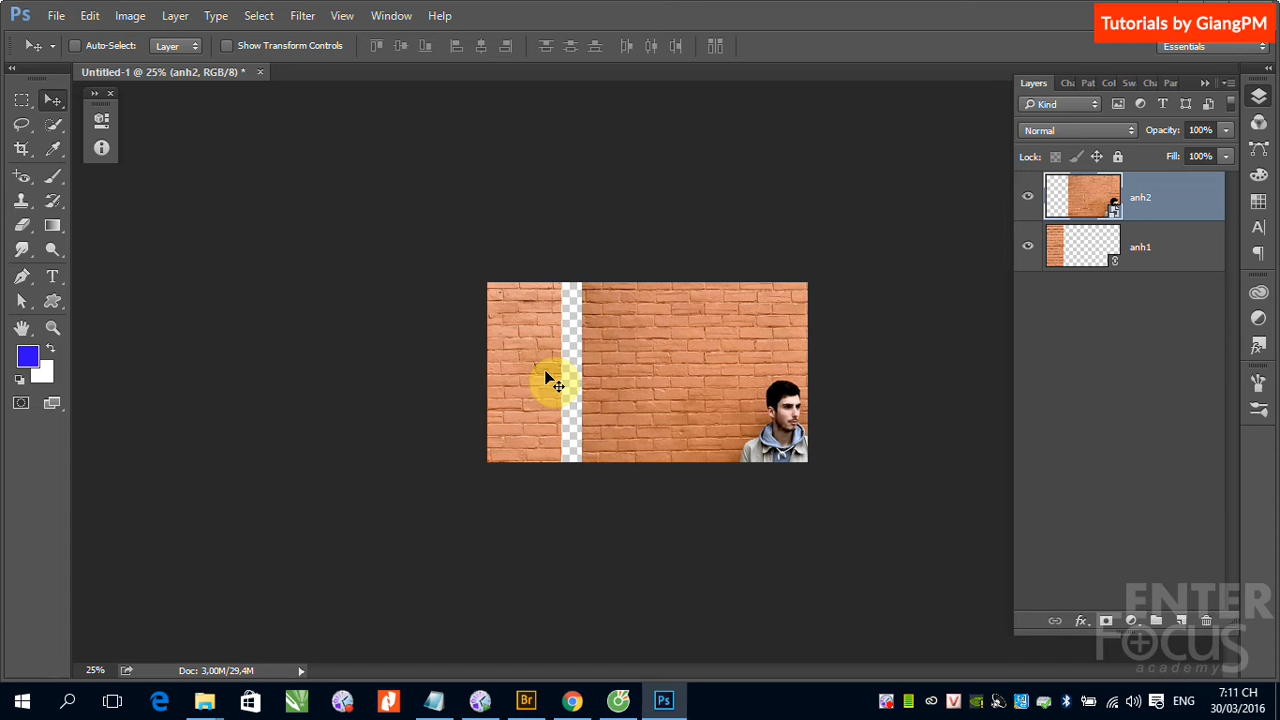 Ps File Edit Image Layer Type Select Filter View Window Help
Tutorials by GiangPM
Auto-Select: Layer Show Transform Controls
Essentials
Untitled-1 @ 25% (anh2, RGB/8) * ×
Layers Cha Pat Col Sw Cha Par
Kind
Normal Opacity: 100%
Lock: Fill: 100%
anh2
anh1
ENTER
FOCUS
academy
25% Doc: 3,00M/29,4M
Br Ps ENG 7:11 CH
30/03/2016